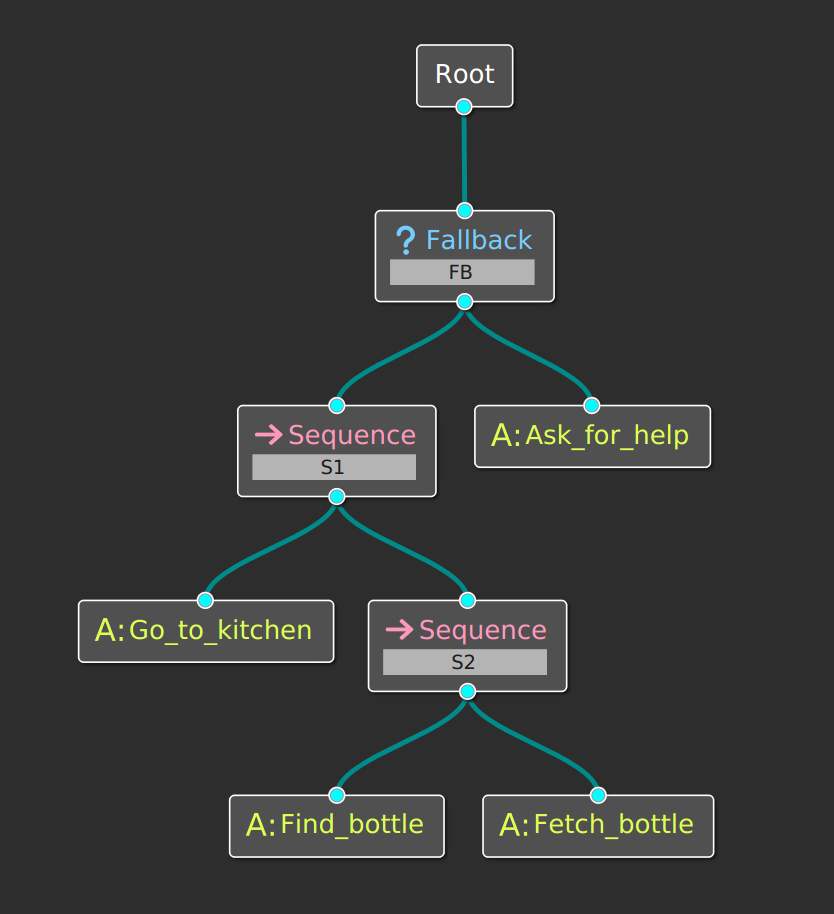 Root
? Fallback
FB
→ Sequence
S1
A: Ask_for_help
A: Go_to_kitchen
→ Sequence
S2
A: Find_bottle
A: Fetch_bottle